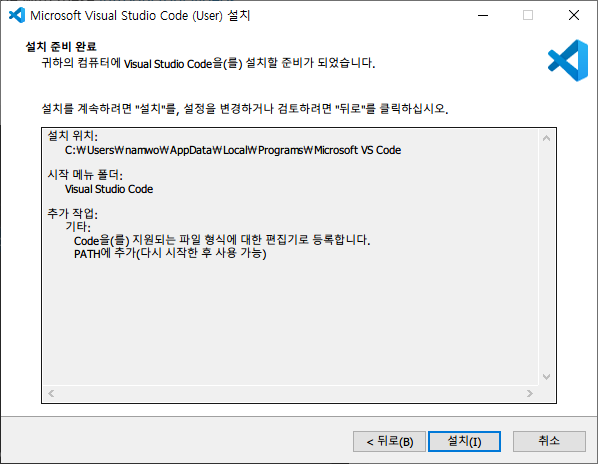 Microsoft Visual Studio Code (User) 설치
설치 준비 완료
귀하의 컴퓨터에 Visual Studio Code을(를) 설치할 준비가 되었습니다.
설치를 계속하려면 "설치"를, 설정을 변경하거나 검토하려면 "뒤로"를 클릭하십시오.
설치 위치:
C:₩Users₩namwo₩AppData₩Local₩Programs₩Microsoft VS Code
시작 메뉴 폴더:
Visual Studio Code
추가 작업:
기타:
Code을(를) 지원되는 파일 형식에 대한 편집기로 등록합니다.
PATH에 추가(다시 시작한 후 사용 가능)
< 뒤로(B) 설치(I) 취소